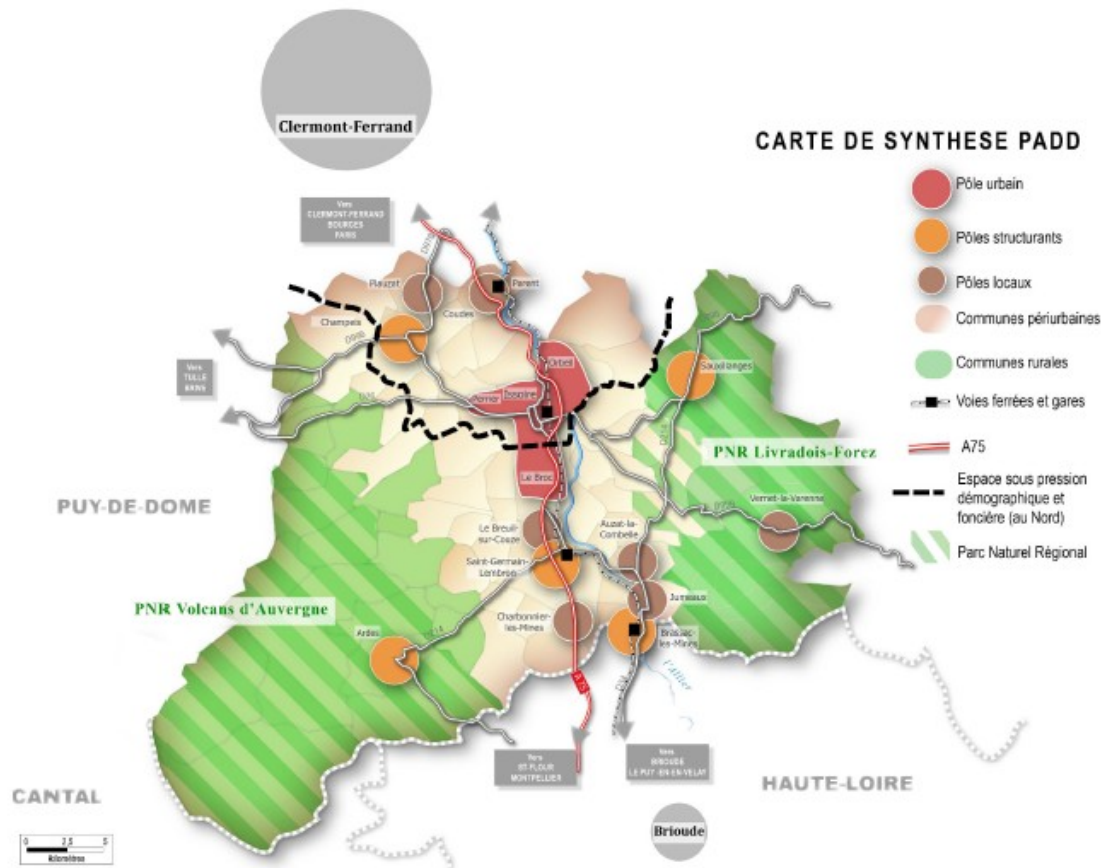 Clermont-Ferrand
CARTE DE SYNTHESE PADD
Pôle urbain
Pôles structurants
Pôles locaux
Communes périurbaines
Communes rurales
Voies ferrées et gares
A75
Espace sous pression
démographique et
foncière (au Nord)
Parc Naturel Régional
Vers
CLERMONT-FERRAND
BOURGES
PARIS
Plauzat
Parent
Coudes
Champeix
Orbeil
Sauxillanges
Vers
TULLE
Perrier
Issoire
PNR Livradois-Forez
Le Broc
PUY-DE-DOME
Vernet-la-Varenne
Le Breuil-
sur-Couze
Auzat-la-
Combelle
Saint-Germain-
Lembron
PNR Volcans d'Auvergne
Jumeaux
Charbonnier-
les-Mines
Ardes
Brassac-
les-Mines
l'Allier
A75
Vers
ST-FLOUR
MONTPELLIER
Vers
BRIOUDE
LE PUY-EN-EN-VELAY
HAUTE-LOIRE
CANTAL
Brioude
0 2,5 5
Kilomètres